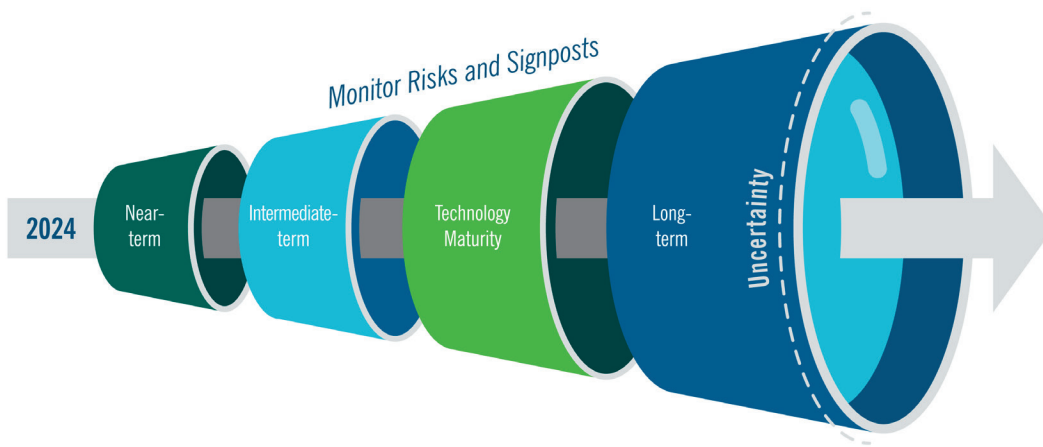 Monitor Risks and Signposts
2024
Near-
term
Intermediate-
term
Technology
Maturity
Long-
term
Uncertainty